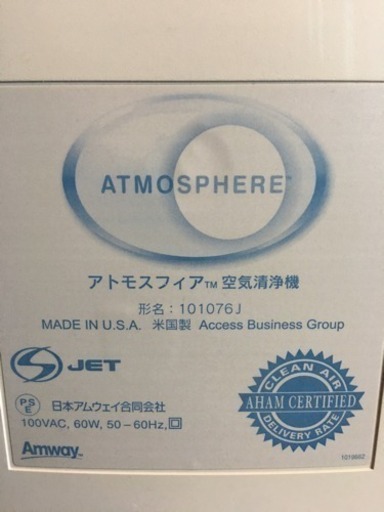 ATMOSPHERE™
アトモスフィア™ 空気清浄機
形名：101076J
MADE IN U.S.A. 米国製 Access Business Group
S JET
CLEAN AIR
AHAM CERTIFIED
DELIVERY RATE
PSE 日本アムウェイ合同会社
100VAC, 60W, 50–60Hz,
Amway™